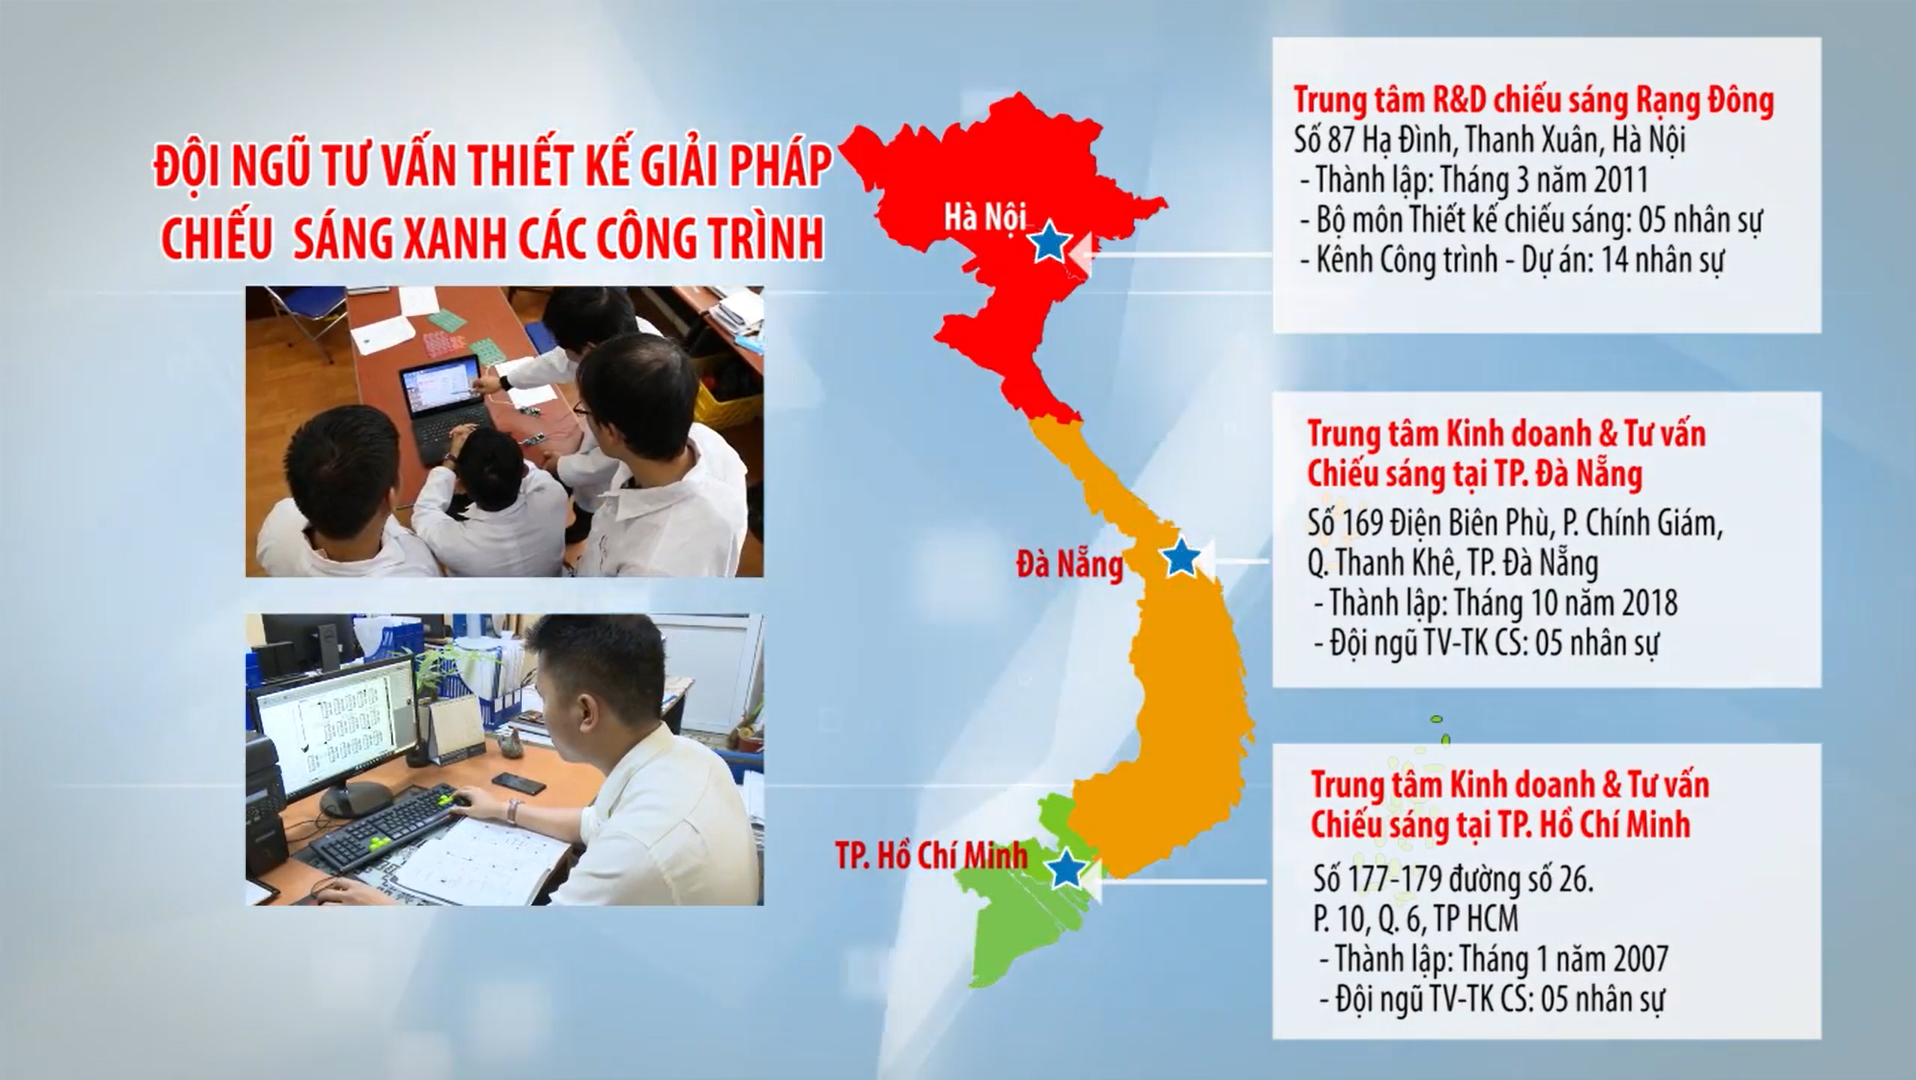 ĐỘI NGŨ TƯ VẤN THIẾT KẾ GIẢI PHÁP
CHIẾU SÁNG XANH CÁC CÔNG TRÌNH
Hà Nội
Đà Nẵng
TP. Hồ Chí Minh
Trung tâm R&D chiếu sáng Rạng Đông
Số 87 Hạ Đình, Thanh Xuân, Hà Nội
- Thành lập: Tháng 3 năm 2011
- Bộ môn Thiết kế chiếu sáng: 05 nhân sự
- Kênh Công trình - Dự án: 14 nhân sự
Trung tâm Kinh doanh & Tư vấn
Chiếu sáng tại TP. Đà Nẵng
Số 169 Điện Biên Phù, P. Chính Giám,
Q. Thanh Khê, TP. Đà Nẵng
- Thành lập: Tháng 10 năm 2018
- Đội ngũ TV-TK CS: 05 nhân sự
Trung tâm Kinh doanh & Tư vấn
Chiếu sáng tại TP. Hồ Chí Minh
Số 177-179 đường số 26.
P. 10, Q. 6, TP HCM
- Thành lập: Tháng 1 năm 2007
- Đội ngũ TV-TK CS: 05 nhân sự